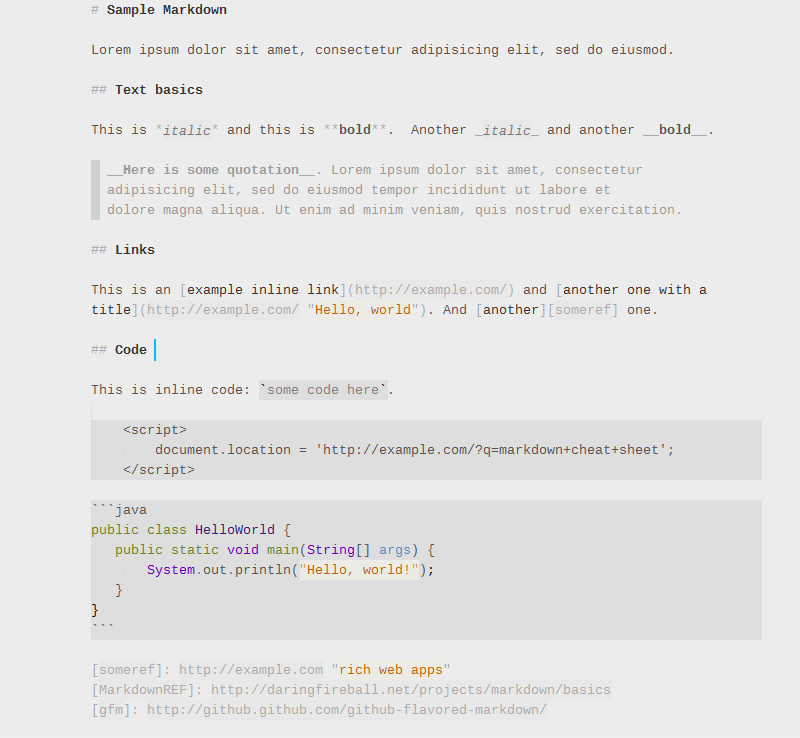 # Sample Markdown
Lorem ipsum dolor sit amet, consectetur adipisicing elit, sed do eiusmod.
## Text basics
This is *italic* and this is **bold**.  Another _italic_ and another __bold__.
__Here is some quotation__. Lorem ipsum dolor sit amet, consectetur
adipisicing elit, sed do eiusmod tempor incididunt ut labore et
dolore magna aliqua. Ut enim ad minim veniam, quis nostrud exercitation.
## Links
This is an [example inline link](http://example.com/) and [another one with a
title](http://example.com/ "Hello, world"). And [another][someref] one.
## Code
This is inline code: `some code here`.
    <script>
        document.location = 'http://example.com/?q=markdown+cheat+sheet';
    </script>
```java
public class HelloWorld {
   public static void main(String[] args) {
       System.out.println("Hello, world!");
   }
}
```
[someref]: http://example.com "rich web apps"
[MarkdownREF]: http://daringfireball.net/projects/markdown/basics
[gfm]: http://github.github.com/github-flavored-markdown/